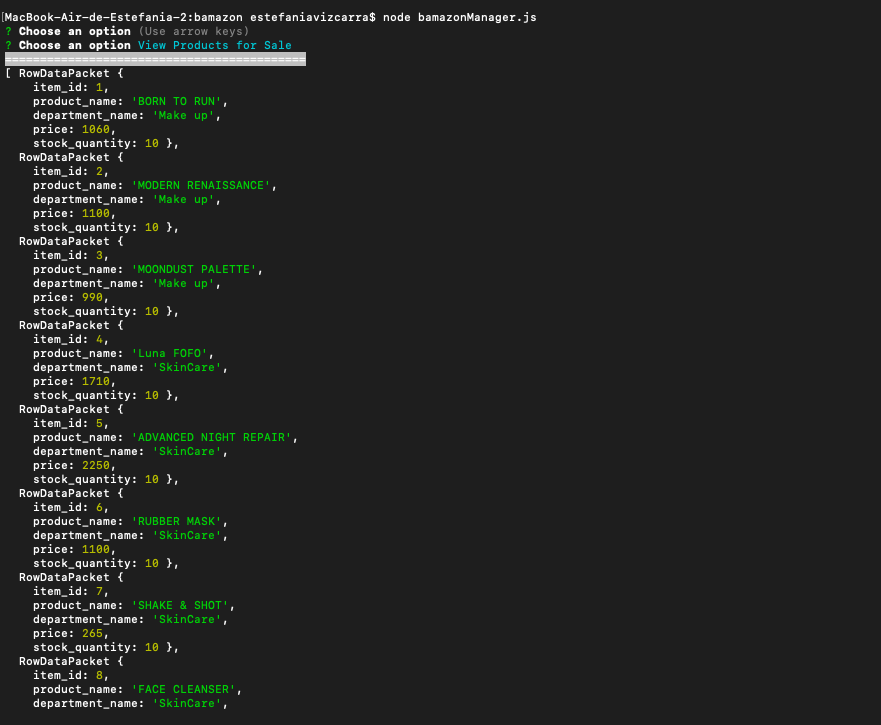 [MacBook-Air-de-Estefania-2:bamazon estefaniavizcarra$ node bamazonManager.js
? Choose an option (Use arrow keys)
? Choose an option View Products for Sale
===========================================
[ RowDataPacket {
    item_id: 1,
    product_name: 'BORN TO RUN',
    department_name: 'Make up',
    price: 1060,
    stock_quantity: 10 },
  RowDataPacket {
    item_id: 2,
    product_name: 'MODERN RENAISSANCE',
    department_name: 'Make up',
    price: 1100,
    stock_quantity: 10 },
  RowDataPacket {
    item_id: 3,
    product_name: 'MOONDUST PALETTE',
    department_name: 'Make up',
    price: 990,
    stock_quantity: 10 },
  RowDataPacket {
    item_id: 4,
    product_name: 'Luna FOFO',
    department_name: 'SkinCare',
    price: 1710,
    stock_quantity: 10 },
  RowDataPacket {
    item_id: 5,
    product_name: 'ADVANCED NIGHT REPAIR',
    department_name: 'SkinCare',
    price: 2250,
    stock_quantity: 10 },
  RowDataPacket {
    item_id: 6,
    product_name: 'RUBBER MASK',
    department_name: 'SkinCare',
    price: 1100,
    stock_quantity: 10 },
  RowDataPacket {
    item_id: 7,
    product_name: 'SHAKE & SHOT',
    department_name: 'SkinCare',
    price: 265,
    stock_quantity: 10 },
  RowDataPacket {
    item_id: 8,
    product_name: 'FACE CLEANSER',
    department_name: 'SkinCare',